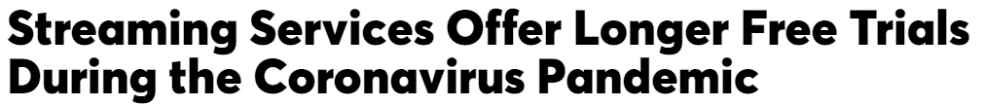 Streaming Services Offer Longer Free Trials
During the Coronavirus Pandemic